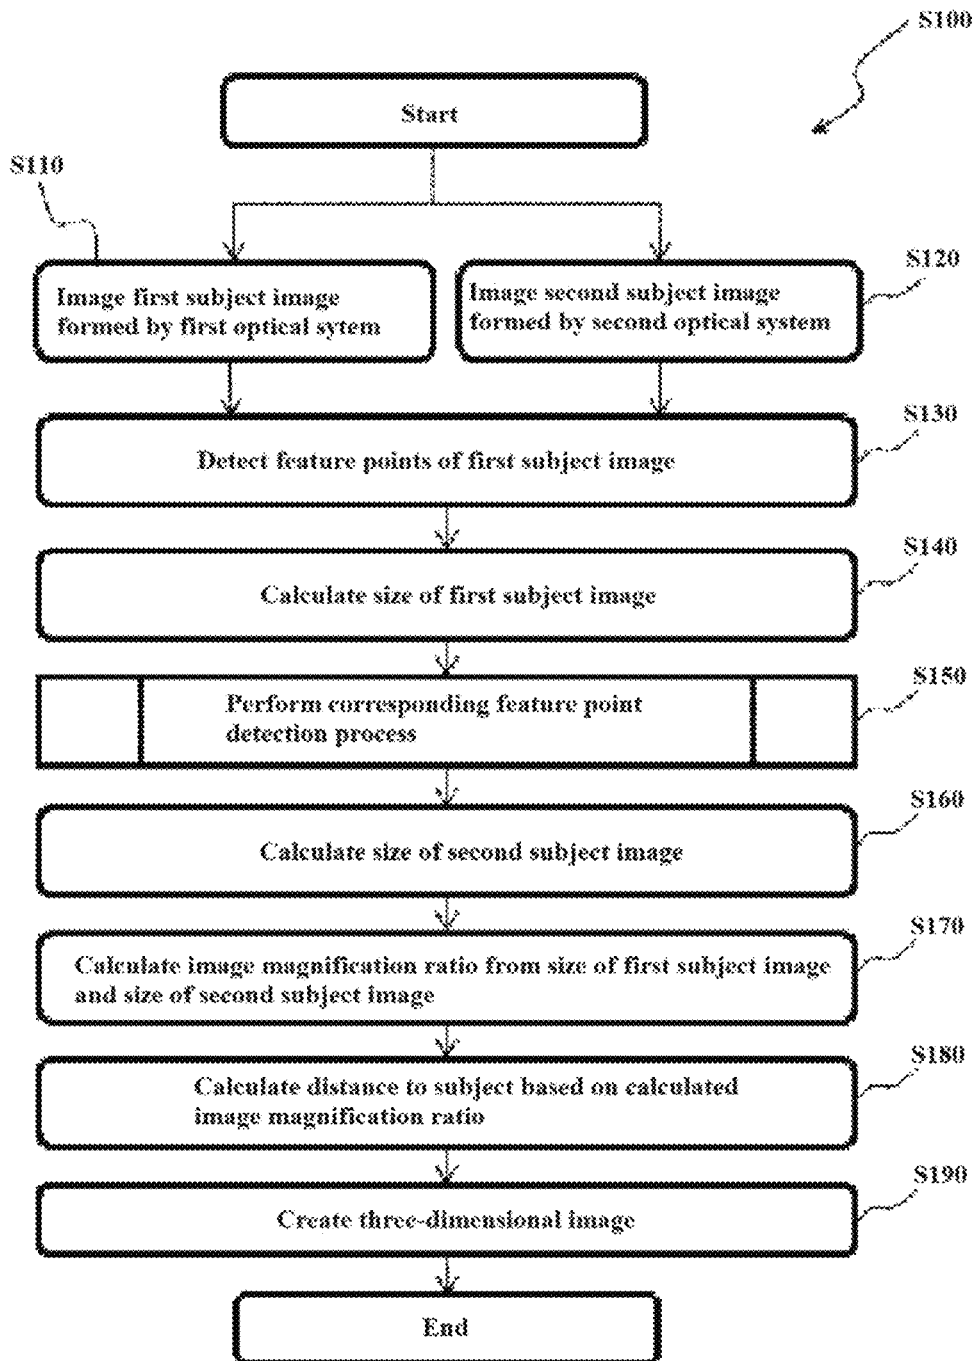 S100
Start
S110
S120
Image first subject image
formed by first optical sytem
Image second subject image
formed by second optical system
S130
Detect feature points of first subject image
S140
Calculate size of first subject image
S150
Perform corresponding feature point
detection process
S160
Calculate size of second subject image
S170
Calculate image magnification ratio from size of first subject image
and size of second subject image
S180
Calculate distance to subject based on calculated
image magnification ratio
S190
Create three-dimensional image
End